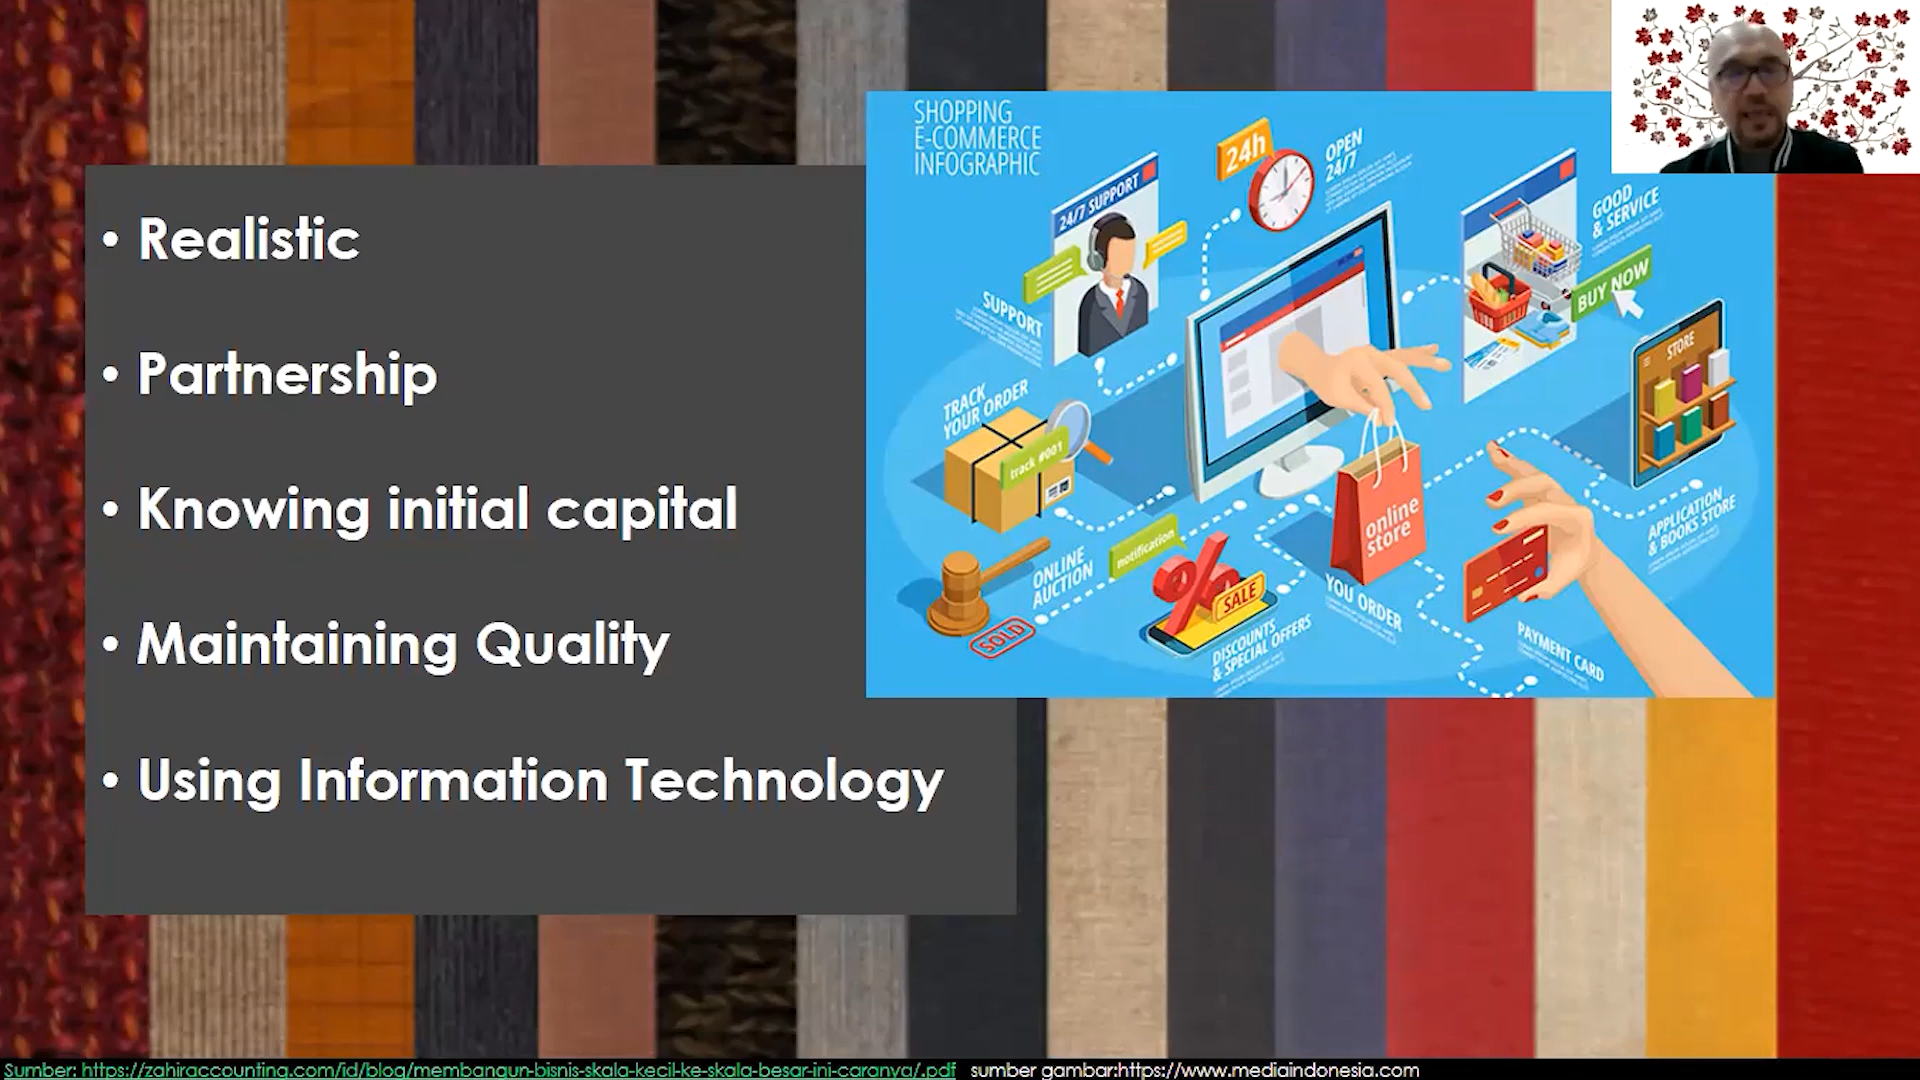 • Realistic
• Partnership
• Knowing initial capital
• Maintaining Quality
• Using Information Technology
SHOPPING
E-COMMERCE
INFOGRAPHIC
24/7 SUPPORT
SUPPORT
24h
OPEN
24/7
GOOD
& SERVICE
BUY NOW
STORE
APPLICATION
& BOOKS STORE
TRACK
YOUR ORDER
track #001
ONLINE
AUCTION
SOLD
notification
%
SALE
DISCOUNTS
& SPECIAL OFFERS
online
store
YOU ORDER
PAYMENT CARD
Sumber: https://zahiraccounting.com/id/blog/membangun-bisnis-skala-kecil-ke-skala-besar-ini-caranya/.pdf sumber gambar:https://www.mediaindonesia.com